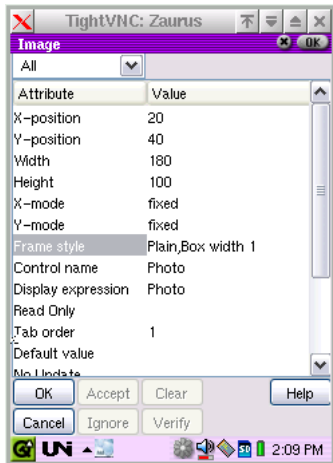 TightVNC: Zaurus
Image OK
All
Attribute Value
X-position 20
Y-position 40
Width 180
Height 100
X-mode fixed
Y-mode fixed
Frame style Plain,Box width 1
Control name Photo
Display expression Photo
Read Only
Tab order 1
Default value
No Update
OK Accept Clear Help
Cancel Ignore Verify
UNi 2:09 PM